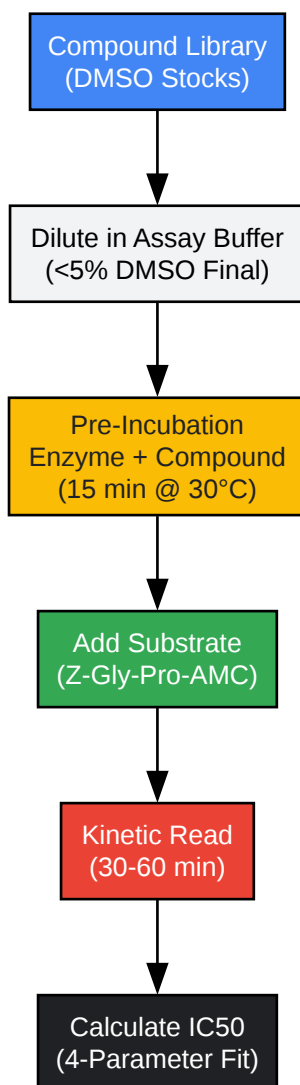 Compound Library
(DMSO Stocks)
Dilute in Assay Buffer
(<5% DMSO Final)
Pre-Incubation
Enzyme + Compound
(15 min @ 30°C)
Add Substrate
(Z-Gly-Pro-AMC)
Kinetic Read
(30-60 min)
Calculate IC50
(4-Parameter Fit)